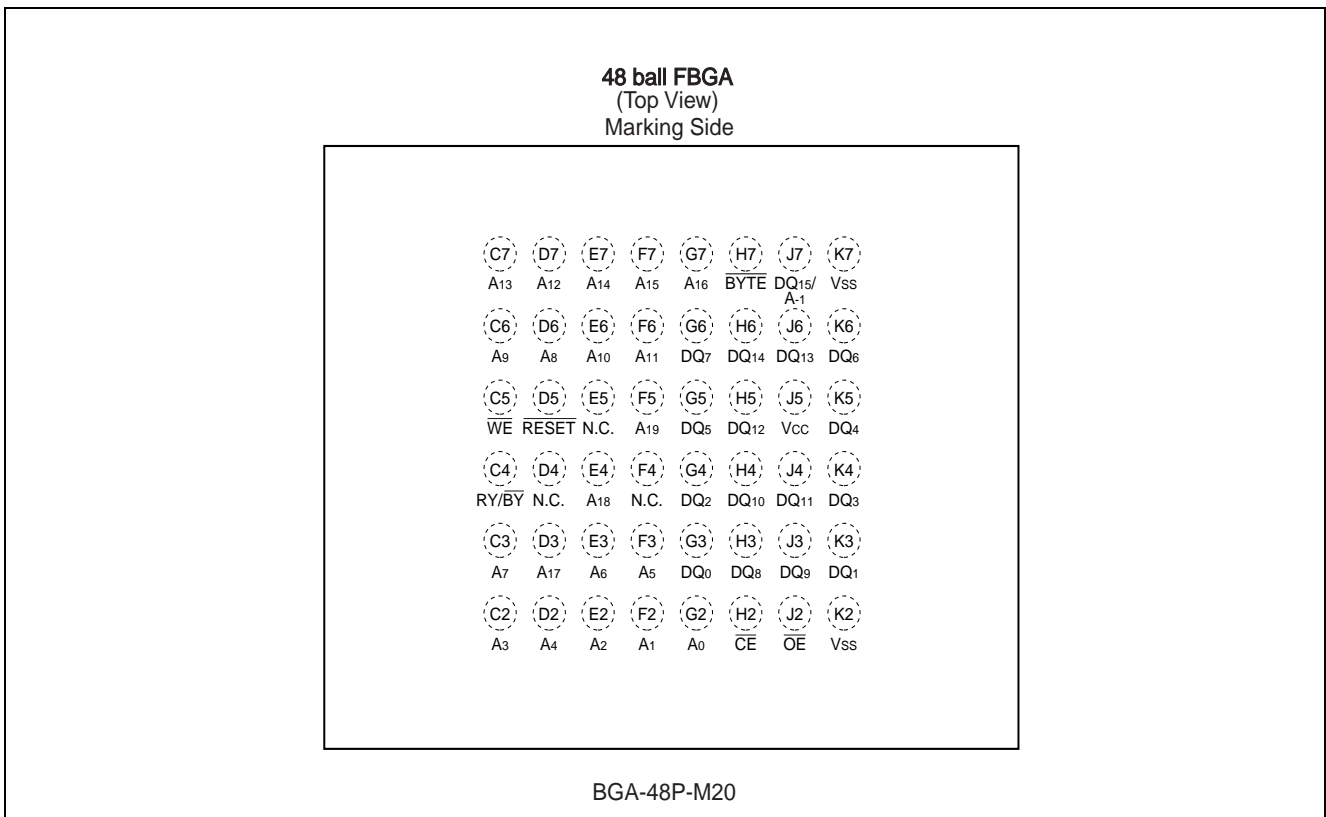 48 ball FBGA
(Top View)
Marking Side
C7 D7 E7 F7 G7 H7 J7 K7
A13 A12 A14 A15 A16 BYTE DQ15/ VSS
A-1
C6 D6 E6 F6 G6 H6 J6 K6
A9 A8 A10 A11 DQ7 DQ14 DQ13 DQ6
C5 D5 E5 F5 G5 H5 J5 K5
WE RESET N.C. A19 DQ5 DQ12 VCC DQ4
C4 D4 E4 F4 G4 H4 J4 K4
RY/BY N.C. A18 N.C. DQ2 DQ10 DQ11 DQ3
C3 D3 E3 F3 G3 H3 J3 K3
A7 A17 A6 A5 DQ0 DQ8 DQ9 DQ1
C2 D2 E2 F2 G2 H2 J2 K2
A3 A4 A2 A1 A0 CE OE VSS
BGA-48P-M20